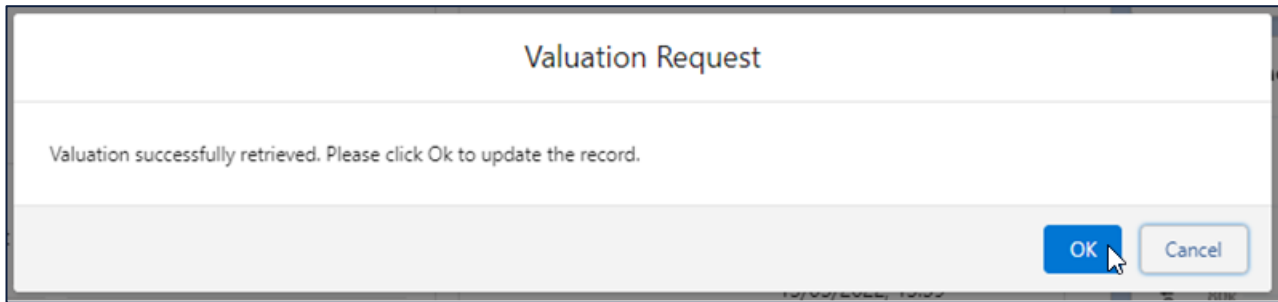 Valuation Request
Valuation successfully retrieved. Please click Ok to update the record.
OK
Cancel